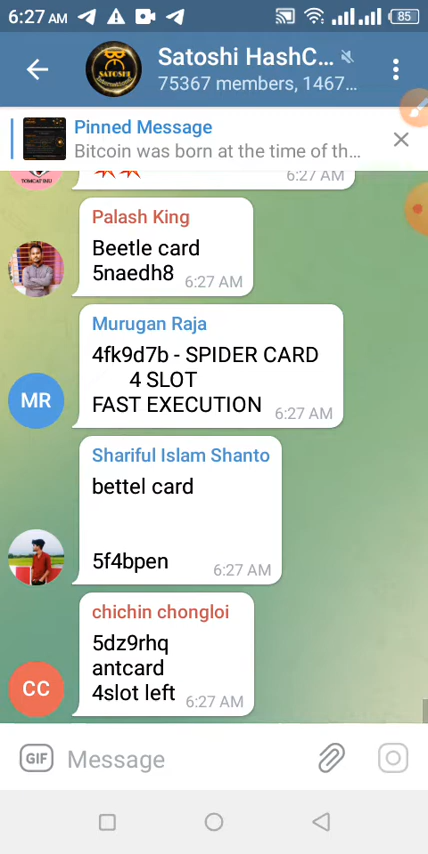 6:27 AM
85
Satoshi HashC...
75367 members, 1467...
SATOSHI
Pinned Message
Bitcoin was born at the time of th...
6:27 AM
Palash King
Beetle card
5naedh8
6:27 AM
Murugan Raja
4fk9d7b - SPIDER CARD
4 SLOT
FAST EXECUTION
6:27 AM
MR
Shariful Islam Shanto
bettel card
5f4bpen
6:27 AM
chichin chongloi
5dz9rhq
antcard
4slot left
6:27 AM
CC
GIF
Message